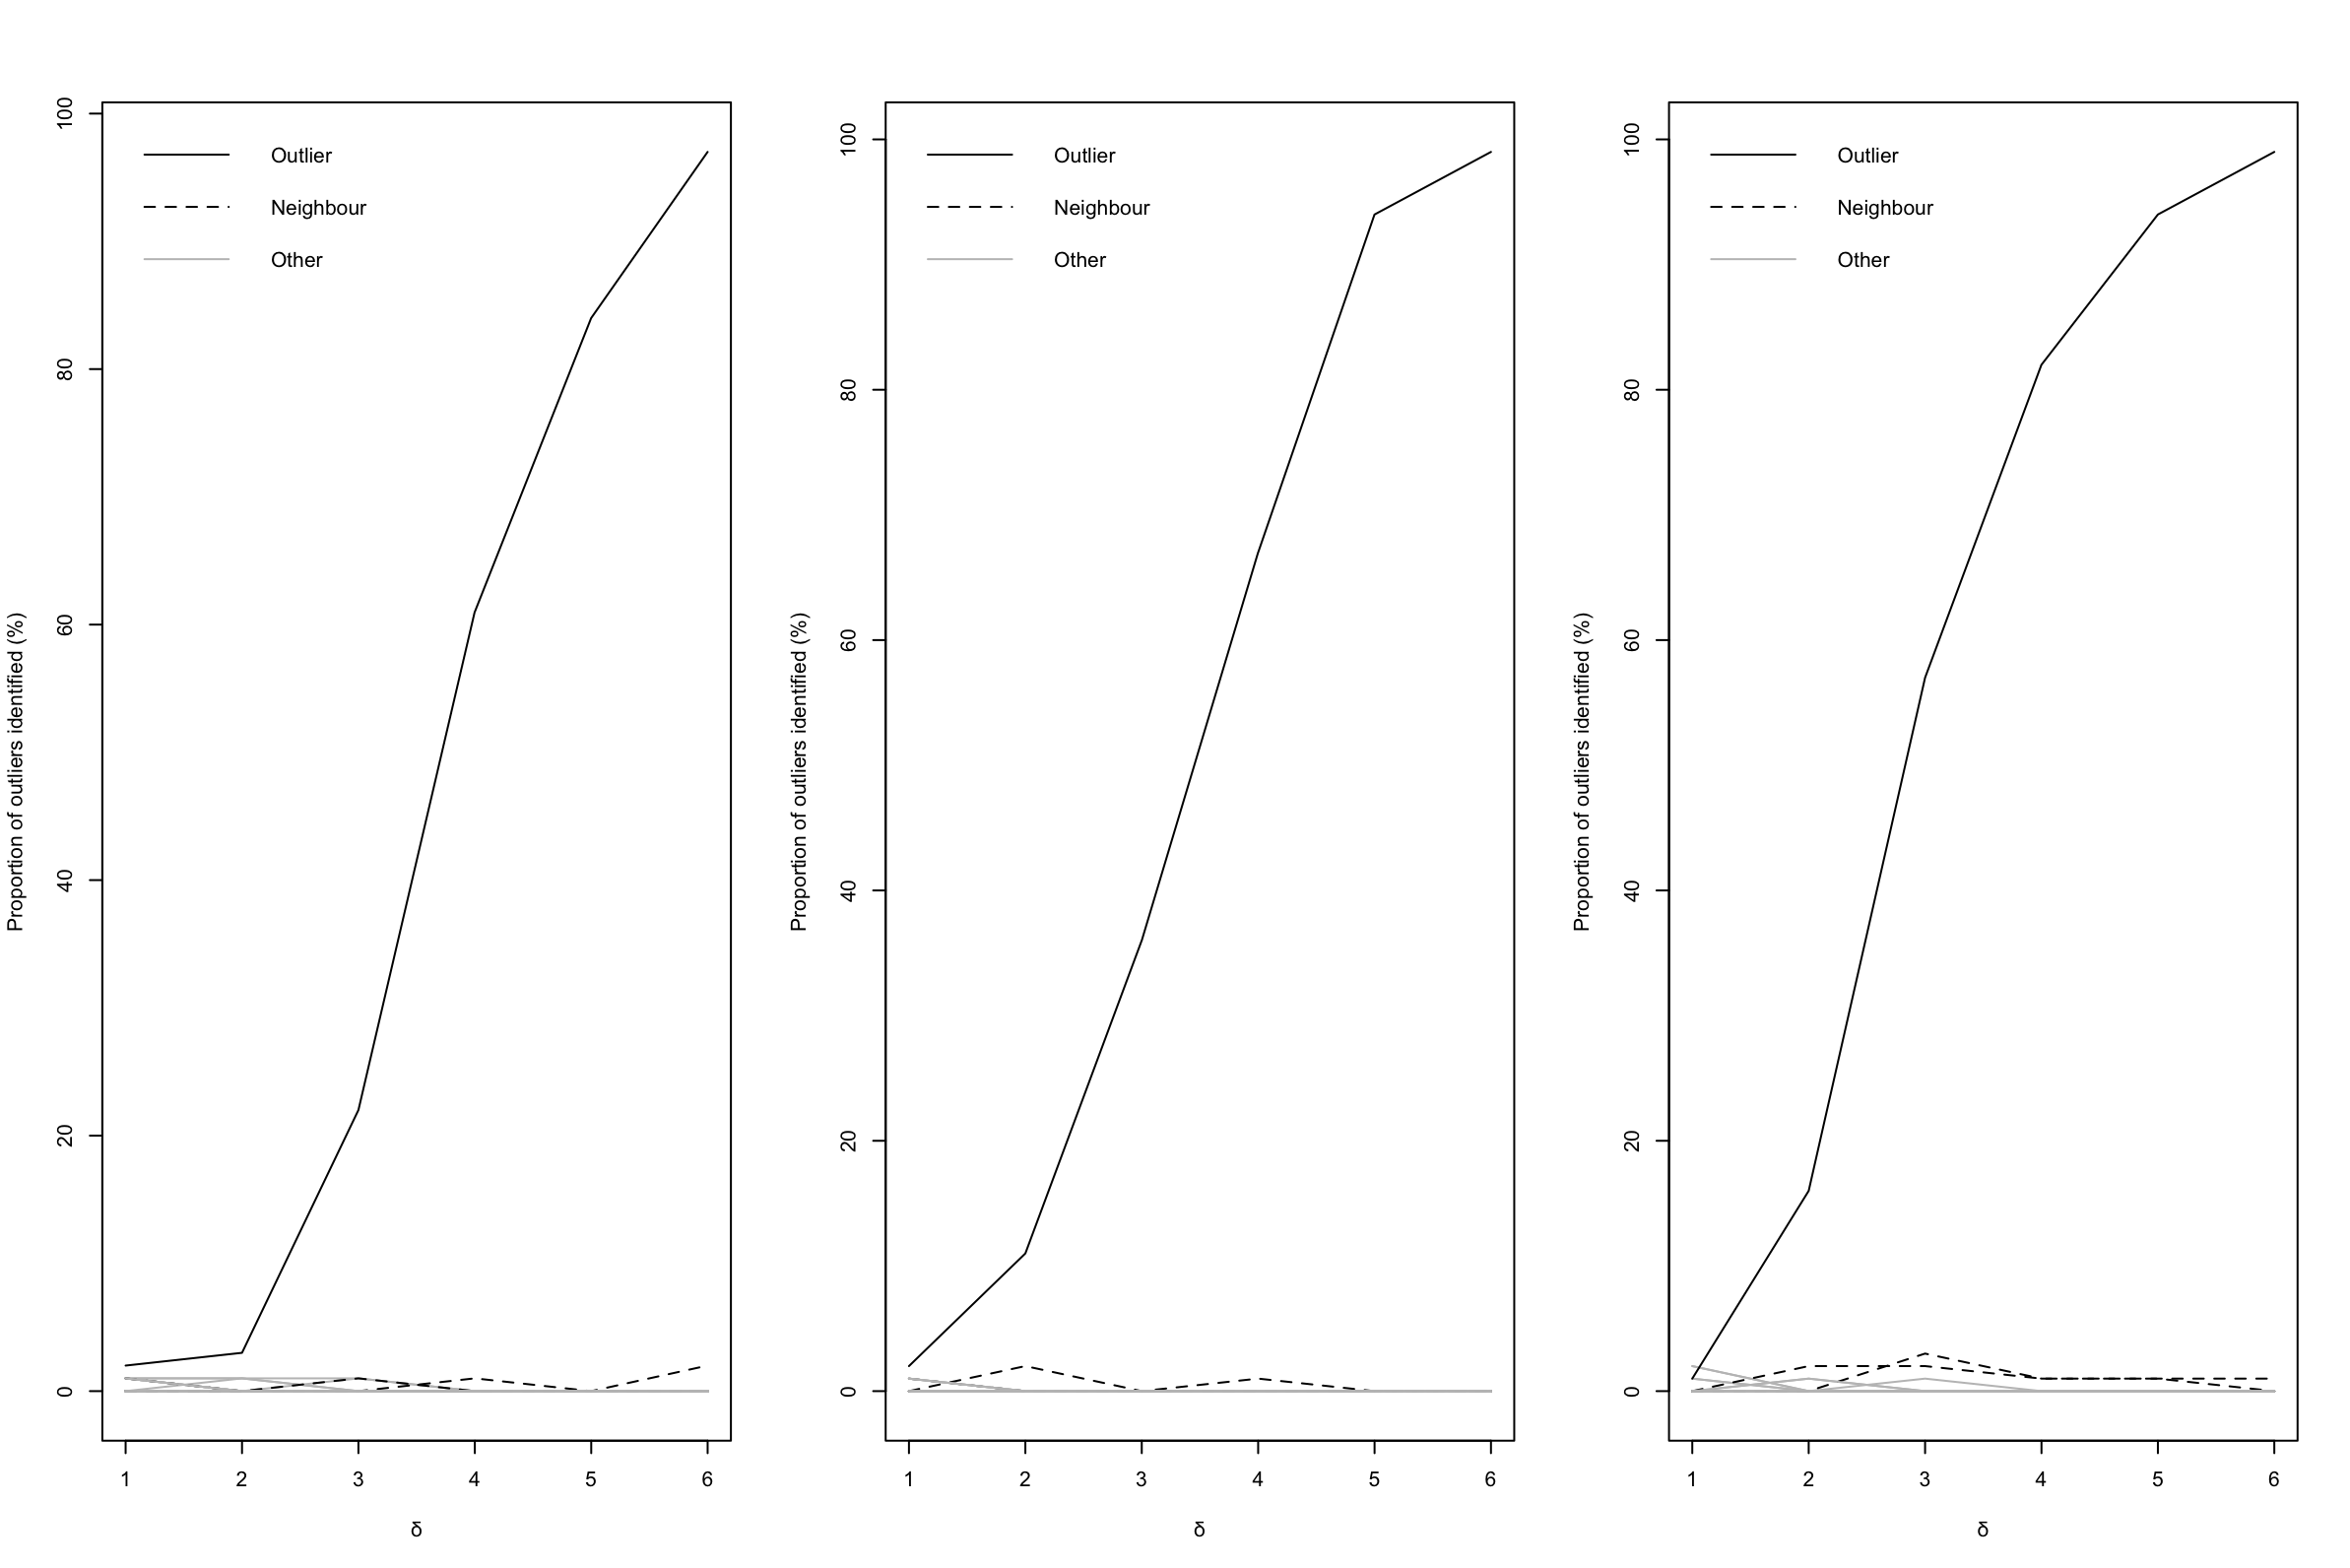 Proportion of outliers identified (%)
100
80
60
40
20
0
Outlier
Neighbour
Other
1 2 3 4 5 6
δ
Proportion of outliers identified (%)
100
80
60
40
20
0
Outlier
Neighbour
Other
1 2 3 4 5 6
δ
Proportion of outliers identified (%)
100
80
60
40
20
0
Outlier
Neighbour
Other
1 2 3 4 5 6
δ